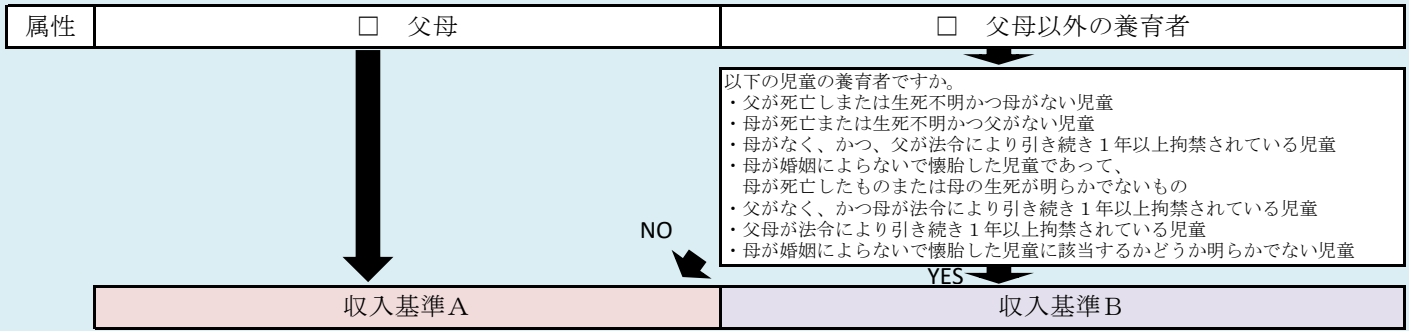 属性 □ 父母 □ 父母以外の養育者
以下の児童の養育者ですか。
・父が死亡しまたは生死不明かつ母がない児童
・母が死亡または生死不明かつ父がない児童
・母がなく、かつ、父が法令により引き続き１年以上拘禁されている児童
・母が婚姻によらないで懐胎した児童であって、
母が死亡したものまたは母の生死が明らかでないもの
・父がなく、かつ母が法令により引き続き１年以上拘禁されている児童
・父母が法令により引き続き１年以上拘禁されている児童
・母が婚姻によらないで懐胎した児童に該当するかどうか明らかでない児童
NO
YES
収入基準Ａ 収入基準Ｂ